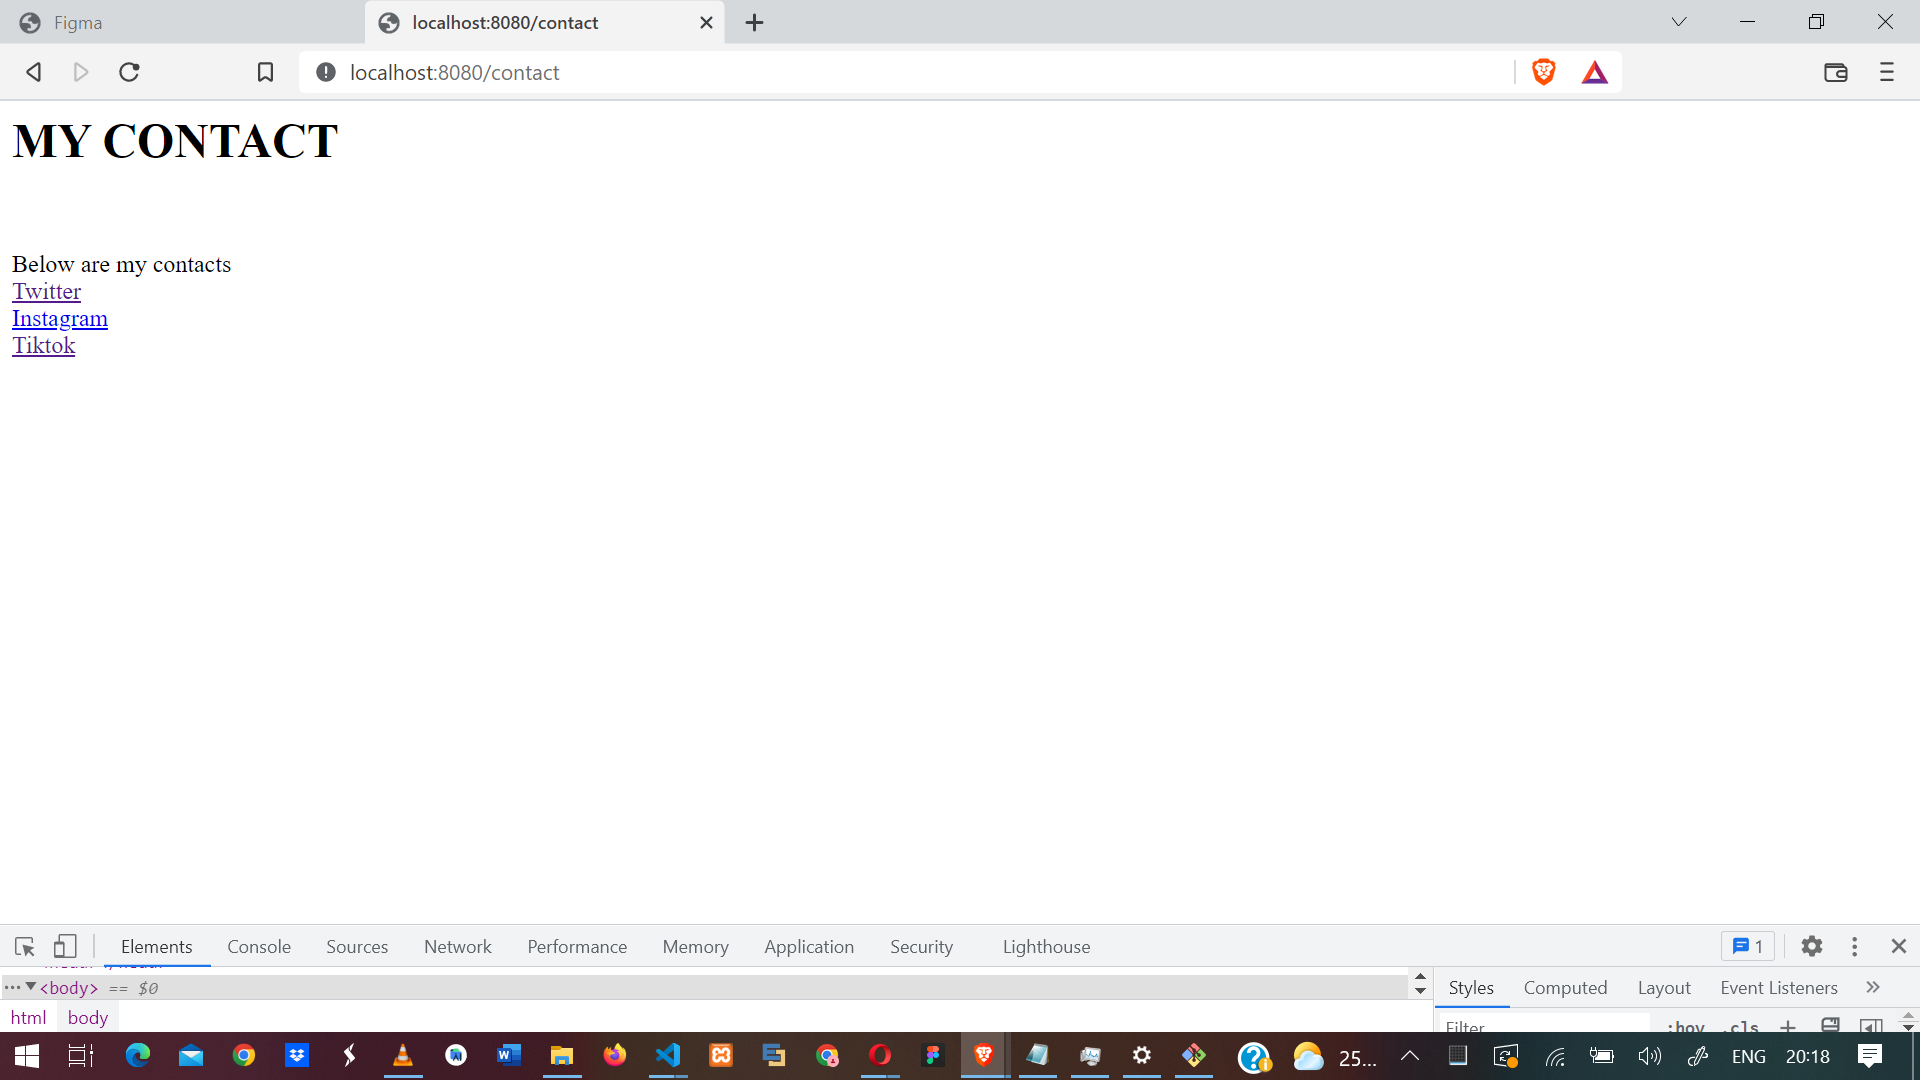 Figma
localhost:8080/contact
localhost:8080/contact
MY CONTACT
Below are my contacts
Twitter
Instagram
Tiktok
Elements Console Sources Network Performance Memory Application Security Lighthouse 1
<body> == $0
Styles Computed Layout Event Listeners
html body
Filter :hov .cls
25... ENG 20:18